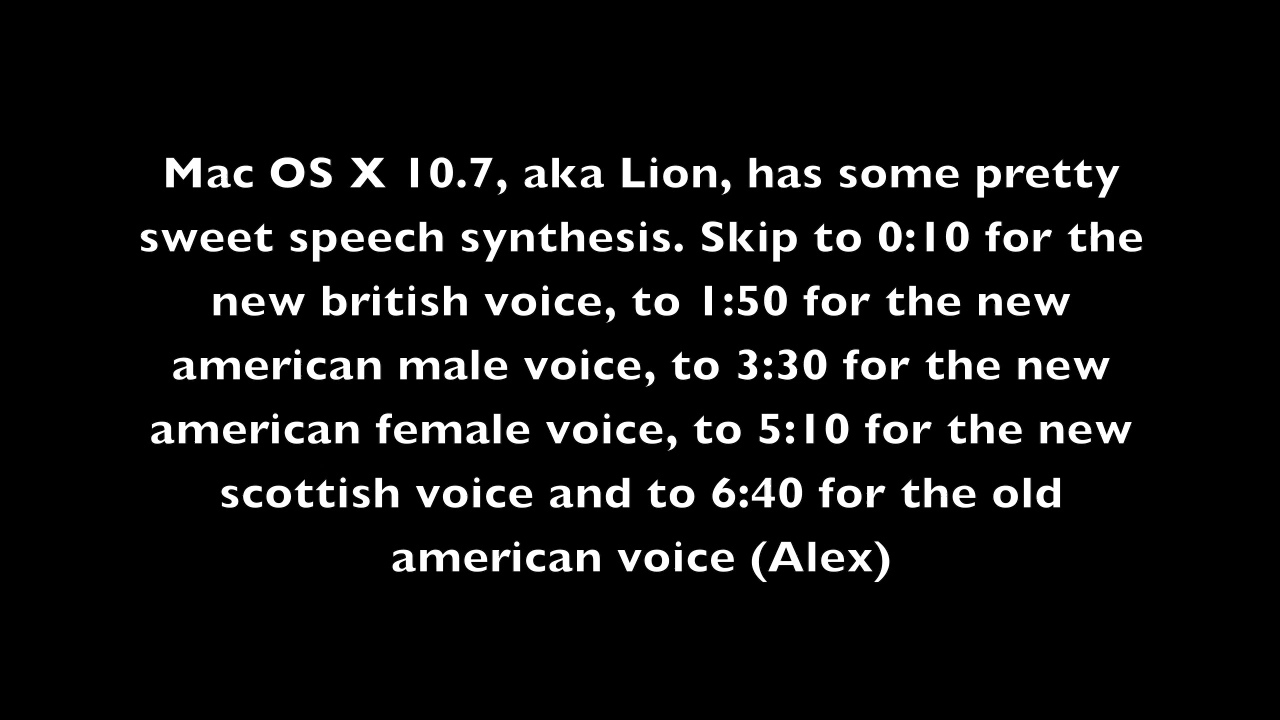 Mac OS X 10.7, aka Lion, has some pretty
sweet speech synthesis. Skip to 0:10 for the
new british voice, to 1:50 for the new
american male voice, to 3:30 for the new
american female voice, to 5:10 for the new
scottish voice and to 6:40 for the old
american voice (Alex)